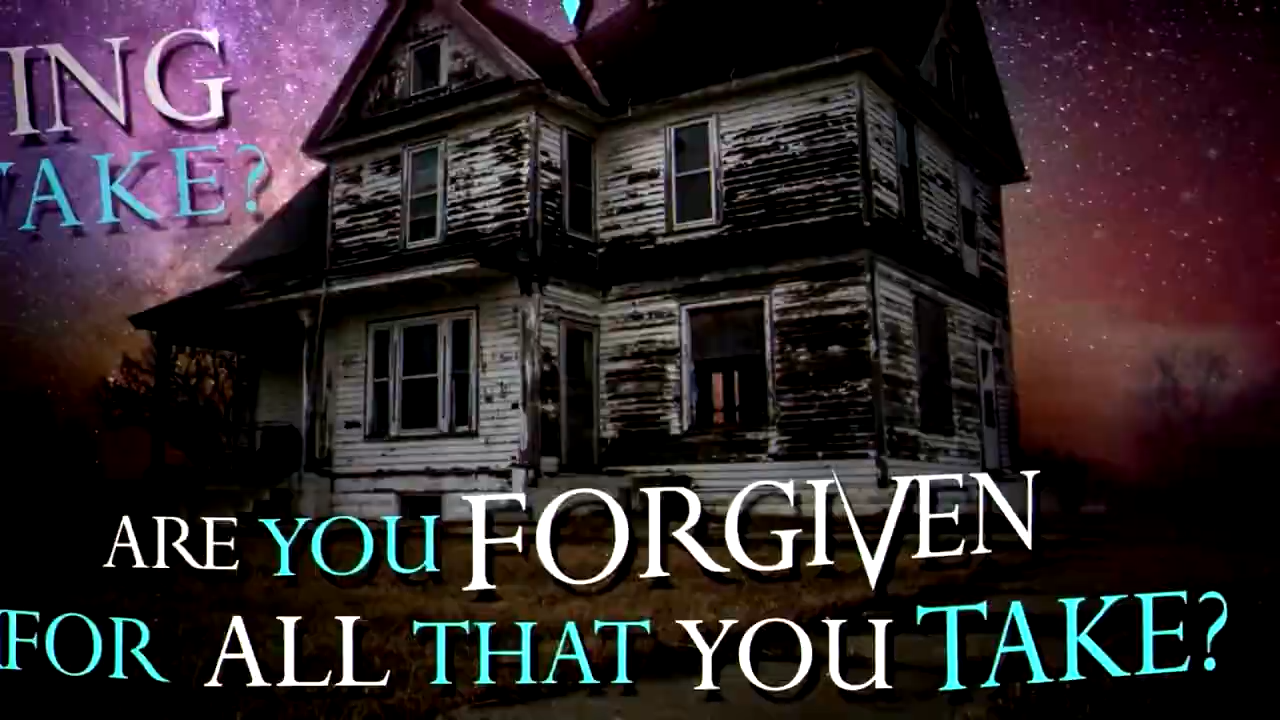 ING
AKE?
ARE YOU FORGIVEN
FOR ALL THAT YOU TAKE?